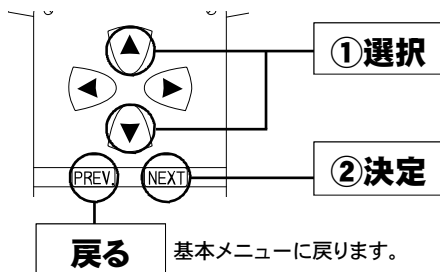 ①選択
PREV.
NEXT
②決定
戻る
基本メニューに戻ります。